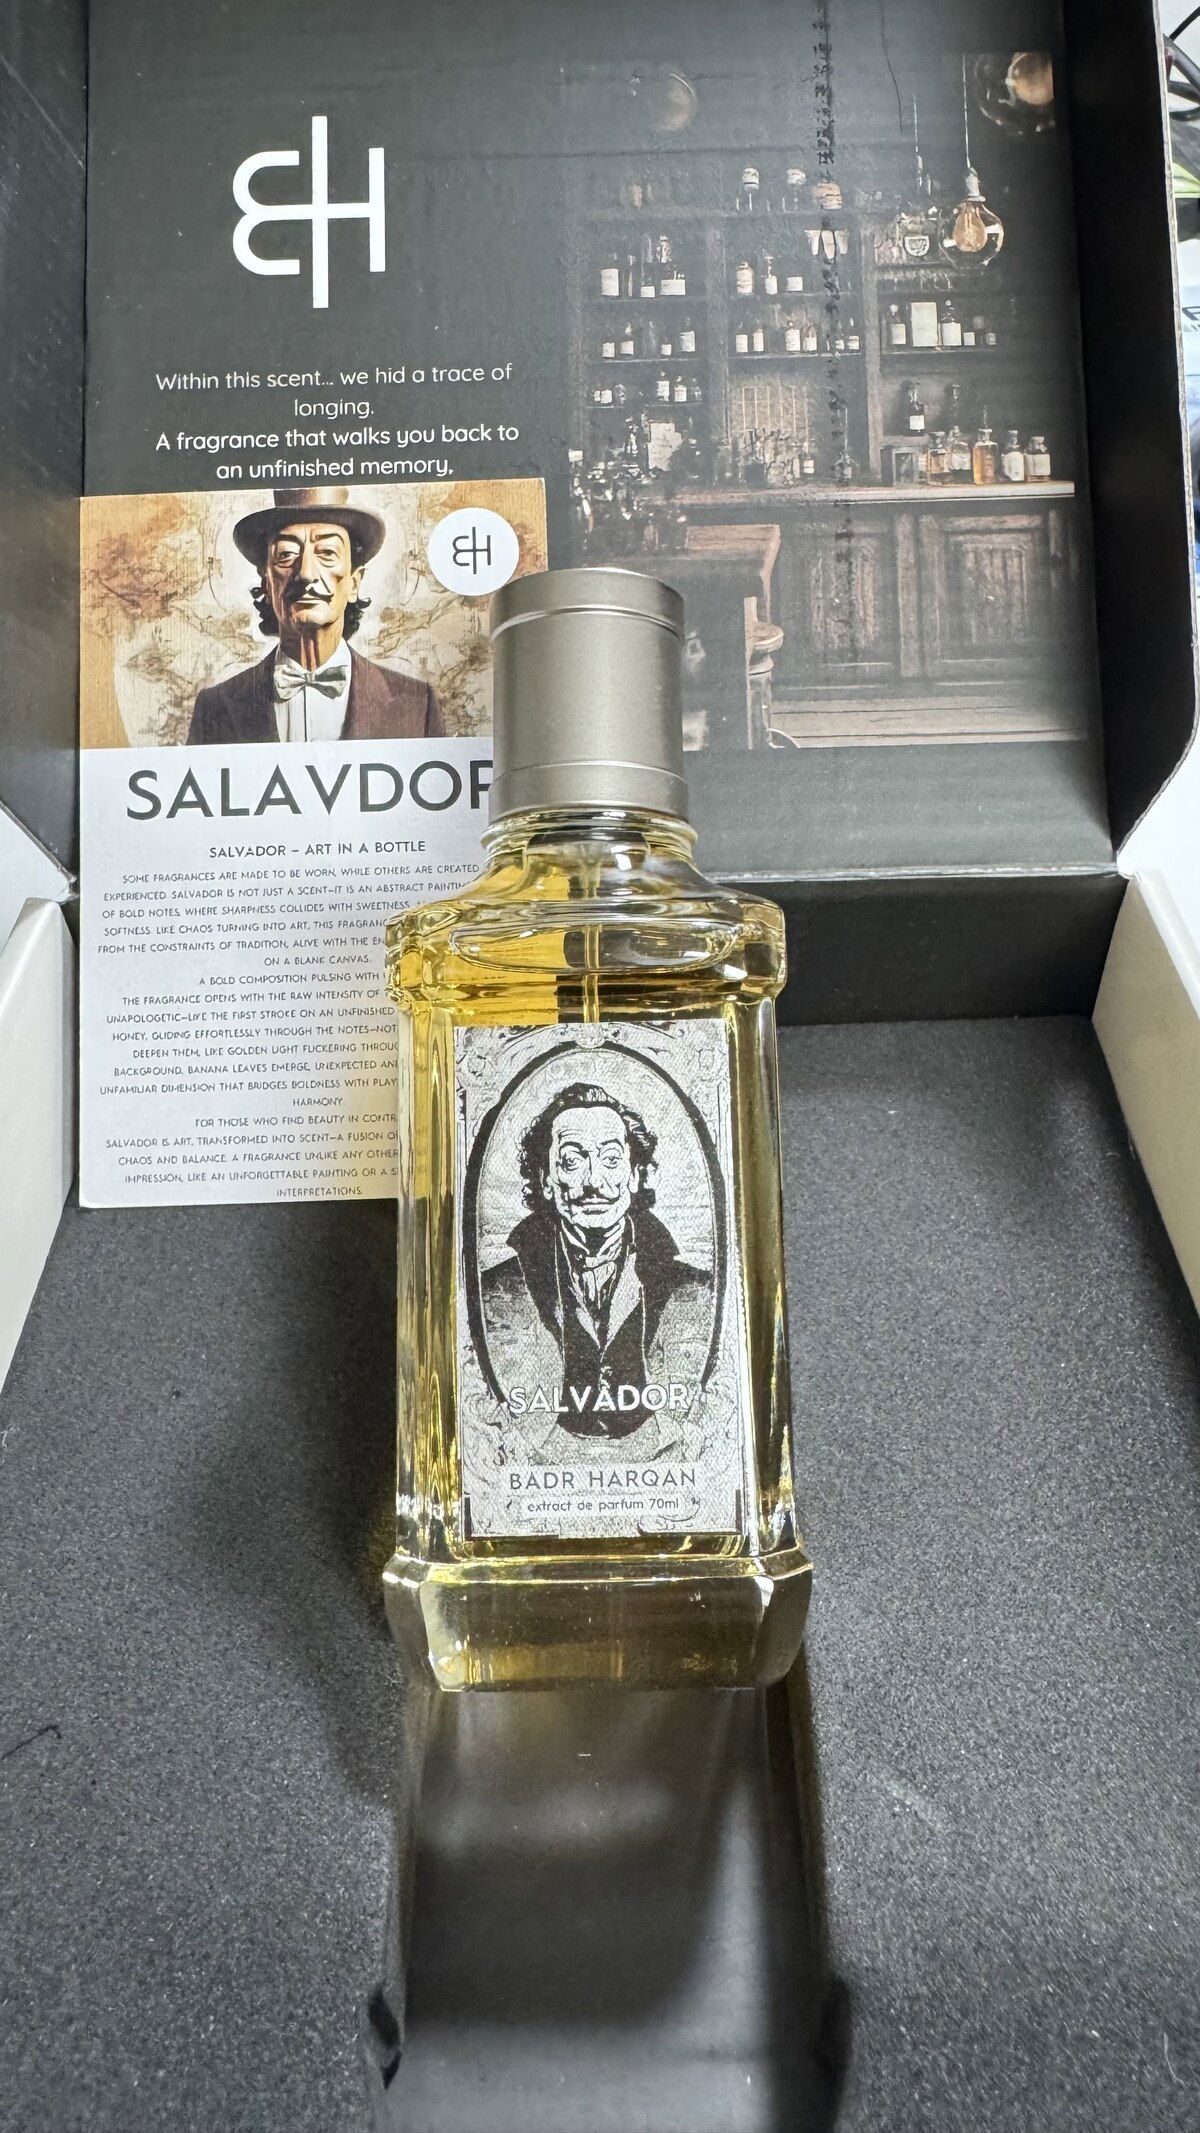 EH
Within this scent... we hid a trace of
longing.
A fragrance that walks you back to
an unfinished memory.
EH
SALAVDOR
SALVADOR – ART IN A BOTTLE
SOME FRAGRANCES ARE MADE TO BE WORN, WHILE OTHERS ARE CREATED
EXPERIENCED. SALVADOR IS NOT JUST A SCENT—IT IS AN ABSTRACT
OF BOLD NOTES, WHERE SHARPNESS COLLIDES WITH SWEETNESS,
SOFTNESS. LIKE CHAOS TURNING INTO ART, THIS
FROM THE CONSTRAINTS OF TRADITION, ALIVE WITH THE
ON A BLANK CANVAS.
A BOLD COMPOSITION PULSING WITH
THE FRAGRANCE OPENS WITH THE RAW INTENSITY OF
UNAPOLOGETIC—LIKE THE FIRST STROKE ON AN UNFINISHED
HONEY, GLIDING EFFORTLESSLY THROUGH THE NOTES—NOT
DEEPEN THEM, LIKE GOLDEN LIGHT FLICKERING
BACKGROUND, BANANA LEAVES EMERGE, UNEXPECTED
UNFAMILIAR DIMENSION THAT BRIDGES BOLDNESS WITH
HARMONY.
FOR THOSE WHO FIND BEAUTY IN
SALVADOR IS ART, TRANSFORMED INTO SCENT—A FUSION
CHAOS AND BALANCE. A FRAGRANCE UNLIKE ANY OTHER
IMPRESSION, LIKE AN UNFORGETTABLE PAINTING OR A
INTERPRETATIONS.
SALVADOR
BADR HARQAN
extract de parfum 70ml